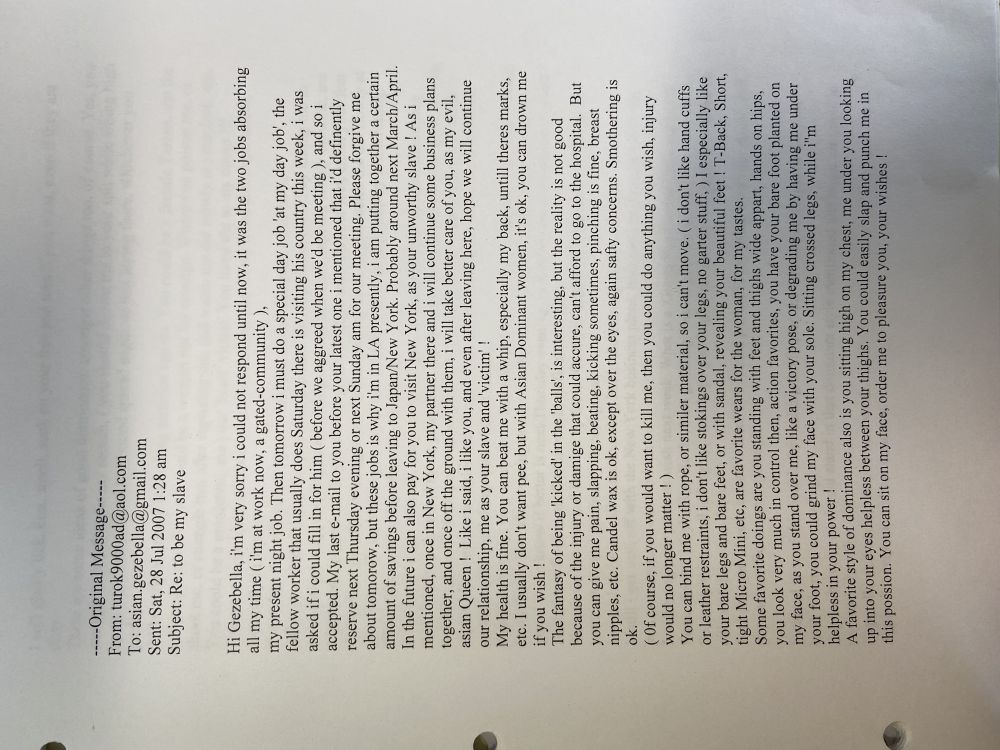 -----Original Message-----
From: turok9000ad@aol.com
To: asian.gezebella@gmail.com
Sent: Sat, 28 Jul 2007 1:28 am
Subject: Re: to be my slave
Hi Gezebella, i'm very sorry i could not respond until now, it was the two jobs absorbing
all my time ( i'm at work now, a gated-community ),
my present night job. Then tomorrow i must do a special day job 'at my day job', the
fellow worker that usually does Saturday there is visiting his country this week, i was
asked if i could fill in for him ( before we aggreed when we'd be meeting ), and so i
accepted. My last e-mail to you before your latest one i mentioned that i'd defnently
reserve next Thursday evening or next Sunday am for our meeting. Please forgive me
about tomorow, but these jobs is why i'm in LA presently, i am putting together a certain
amount of savings before leaving to Japan/New York. Probably around next March/April.
In the future i can also pay for you to visit New York, as your unworthy slave ! As i
mentioned, once in New York, my partner there and i will continue some business plans
together, and once off the ground with them, i will take better care of you, as my evil,
asian Queen ! Like i said, i like you, and even after leaving here, hope we will continue
our relationship, me as your slave and 'victim' !
My health is fine. You can beat me with a whip, especially my back, untill theres marks,
etc. I usually don't want pee, but with Asian Dominant women, it's ok, you can drown me
if you wish !
The fantasy of being 'kicked' in the 'balls', is interesting, but the reality is not good
because of the injury or damige that could accure, can't afford to go to the hospital. But
you can give me pain, slapping, beating, kicking sometimes, pinching is fine, breast
nipples, etc. Candel wax is ok, except over the eyes, again safty concerns. Smothering is
ok.
( 0f course, if you would want to kill me, then you could do anything you wish, injury
would no longer matter ! )
You can bind me with rope, or similer material, so i can't move. ( i don't like hand cuffs
or leather restraints, i don't like stokings over your legs, no garter stuff, ) I especially like
your bare legs and bare feet, or with sandal, revealing your beautiful feet ! T-Back, Short,
tight Micro Mini, etc, are favorite wears for the woman, for my tastes.
Some favorite doings are you standing with feet and thighs wide appart, hands on hips,
you look very much in control then, action favorites, you have your bare foot planted on
my face, as you stand over me, like a victory pose, or degrading me by having me under
your foot, you could grind my face with your sole. Sitting crossed legs, while i"m
helpless in your power !
A favorite style of dominance also is you sitting high on my chest, me under you looking
up into your eyes helpless between your thighs. You could easily slap and punch me in
this possion. You can sit on my face, order me to pleasure you, your wishes !